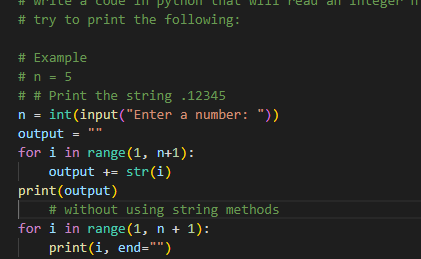 # write a code in python that will read an integer n
# try to print the following:
# Example
# n = 5
# # Print the string .12345
n = int(input("Enter a number: "))
output = ""
for i in range(1, n+1):
    output += str(i)
print(output)
    # without using string methods
for i in range(1, n + 1):
    print(i, end="")